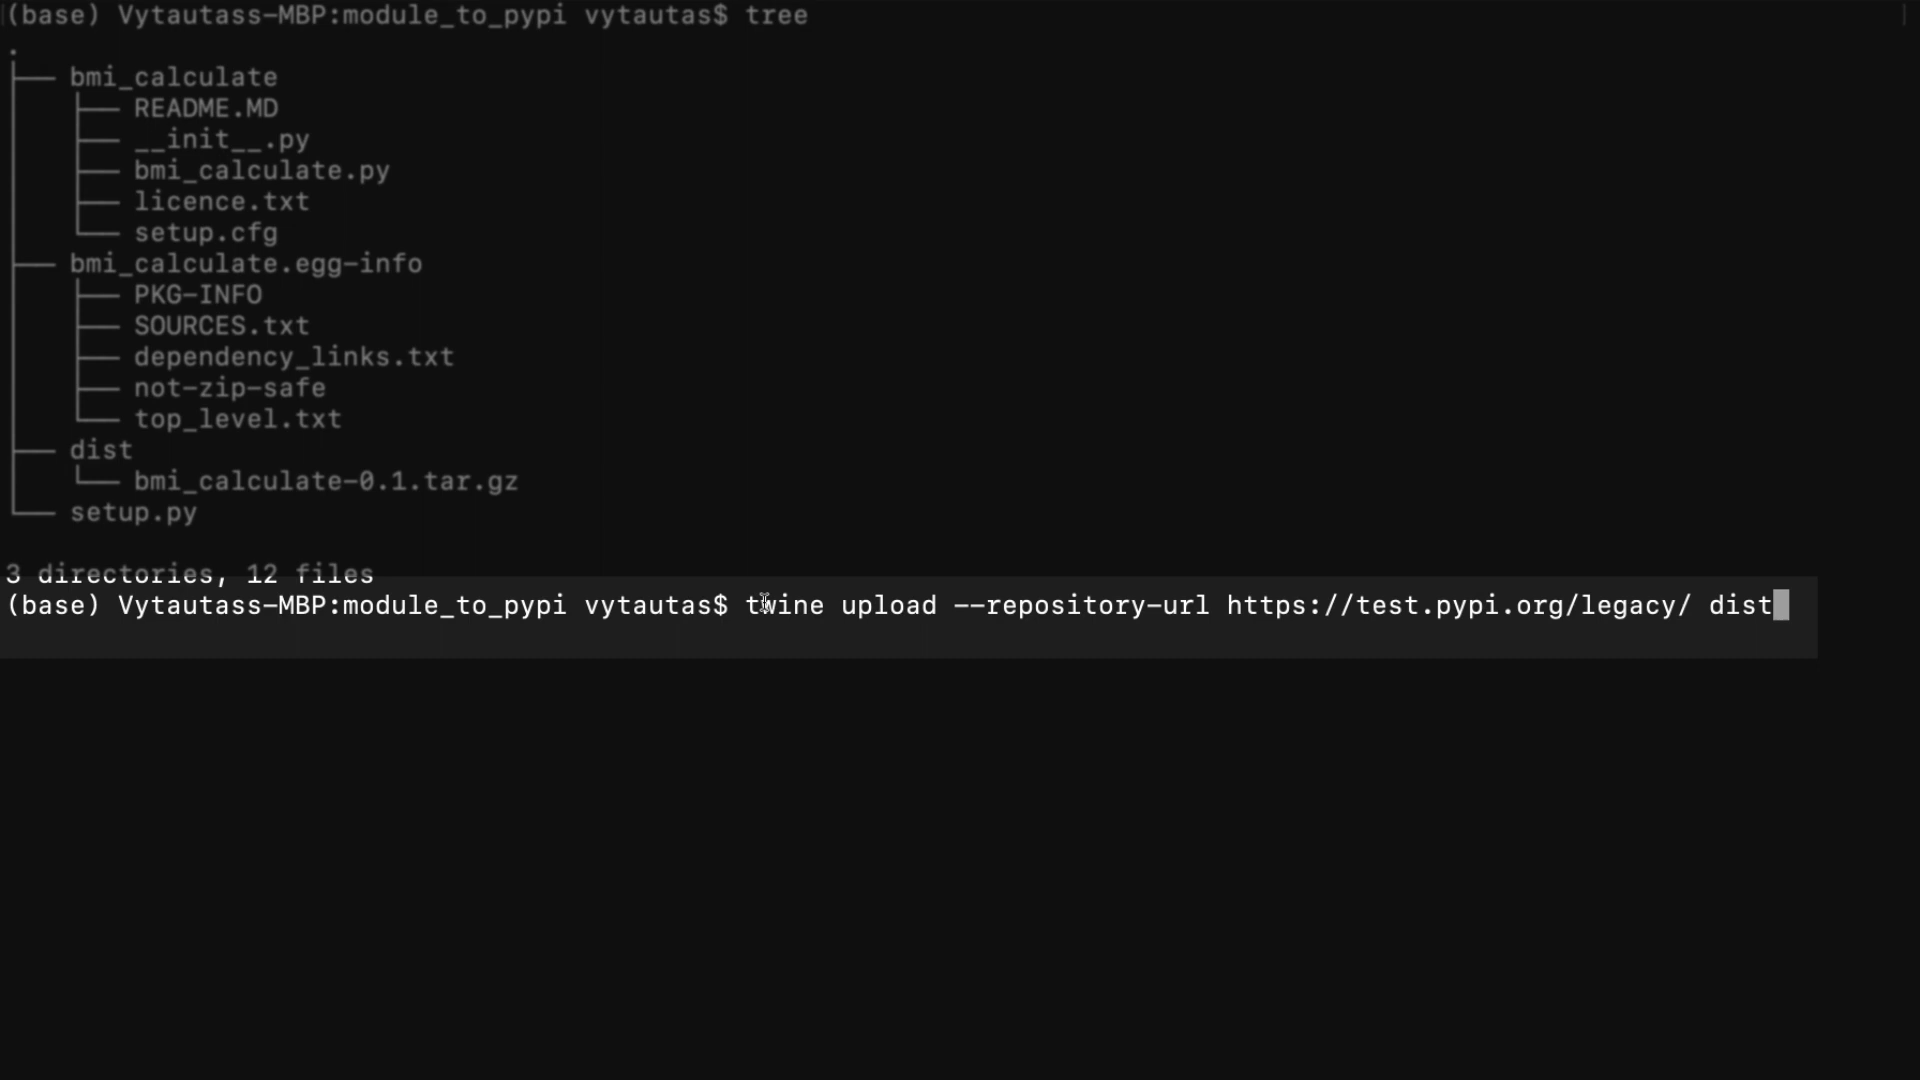 (base) Vytautass-MBP:module_to_pypi vytautas$ tree
.
├── bmi_calculate
│   ├── README.MD
│   ├── __init__.py
│   ├── bmi_calculate.py
│   ├── licence.txt
│   └── setup.cfg
├── bmi_calculate.egg-info
│   ├── PKG-INFO
│   ├── SOURCES.txt
│   ├── dependency_links.txt
│   ├── not-zip-safe
│   └── top_level.txt
├── dist
│   └── bmi_calculate-0.1.tar.gz
└── setup.py
3 directories, 12 files
(base) Vytautass-MBP:module_to_pypi vytautas$ twine upload --repository-url https://test.pypi.org/legacy/ dist